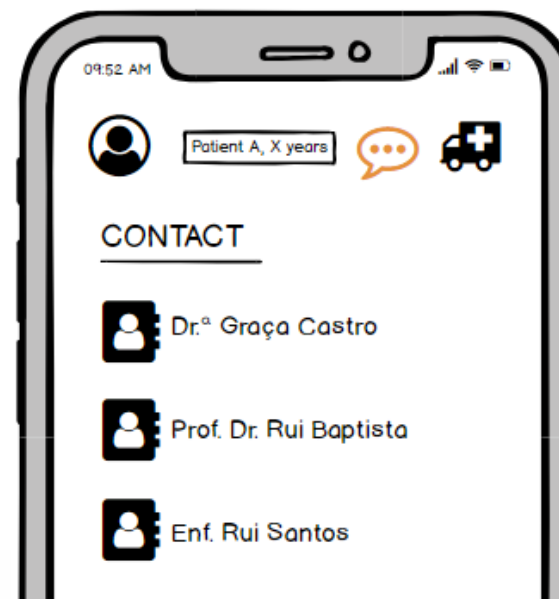 09:52 AM
Patient A, X years
CONTACT
Dr.ª Graça Castro
Prof. Dr. Rui Baptista
Enf. Rui Santos